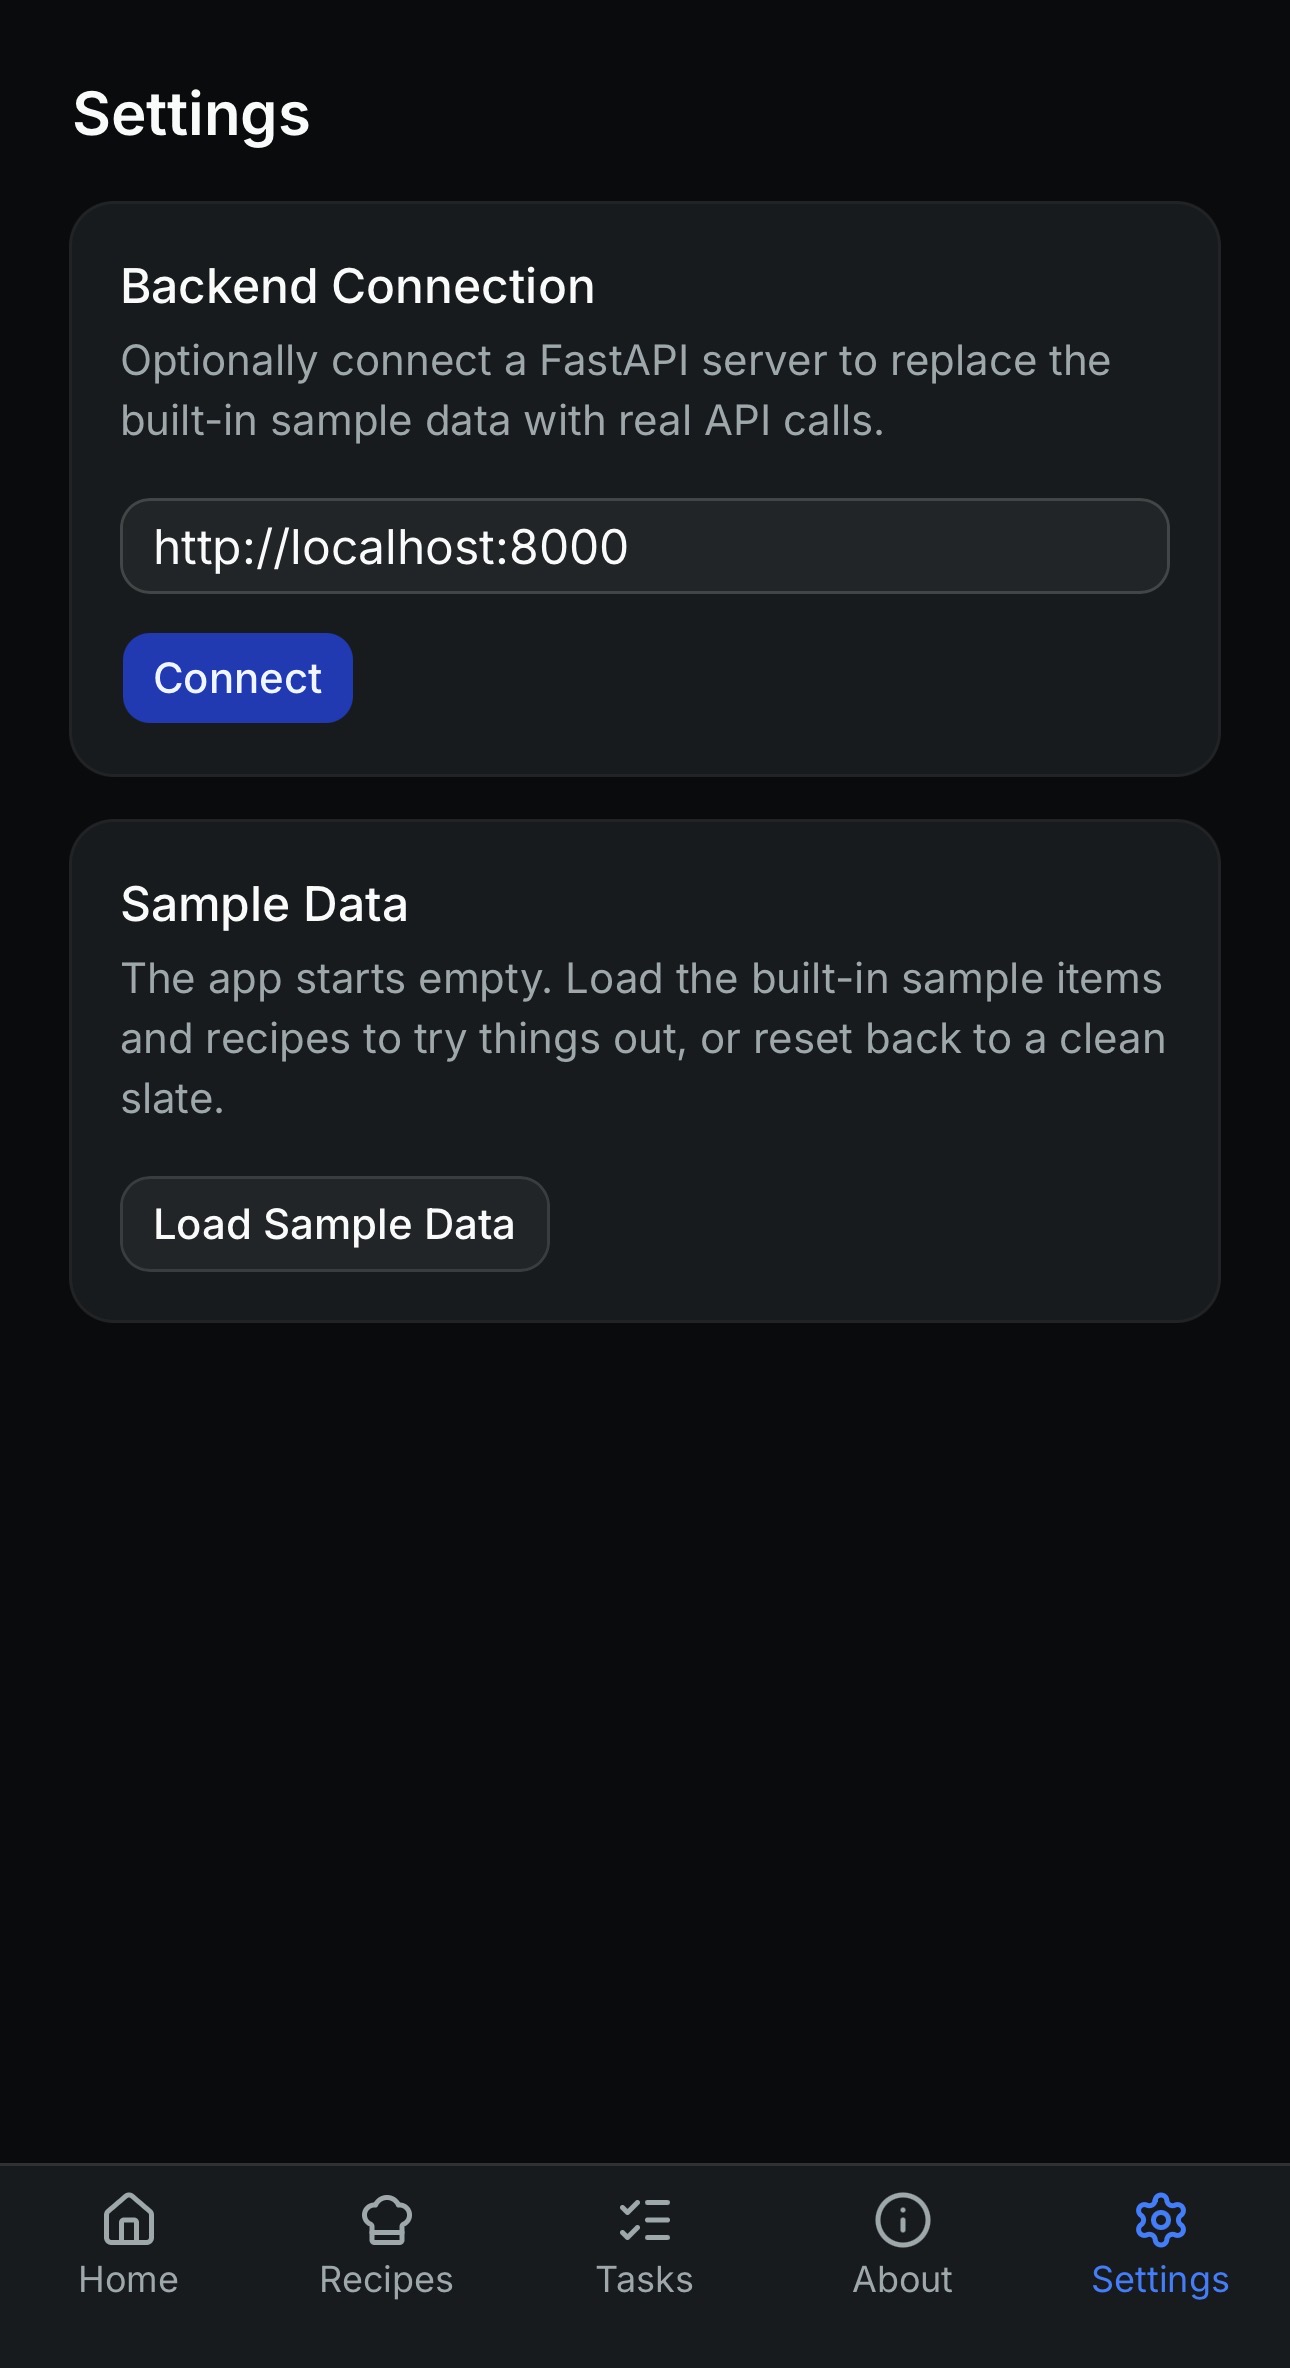 Settings
Backend Connection
Optionally connect a FastAPI server to replace the
built-in sample data with real API calls.
http://localhost:8000
Connect
Sample Data
The app starts empty. Load the built-in sample items
and recipes to try things out, or reset back to a clean
slate.
Load Sample Data
Home
Recipes
Tasks
About
Settings